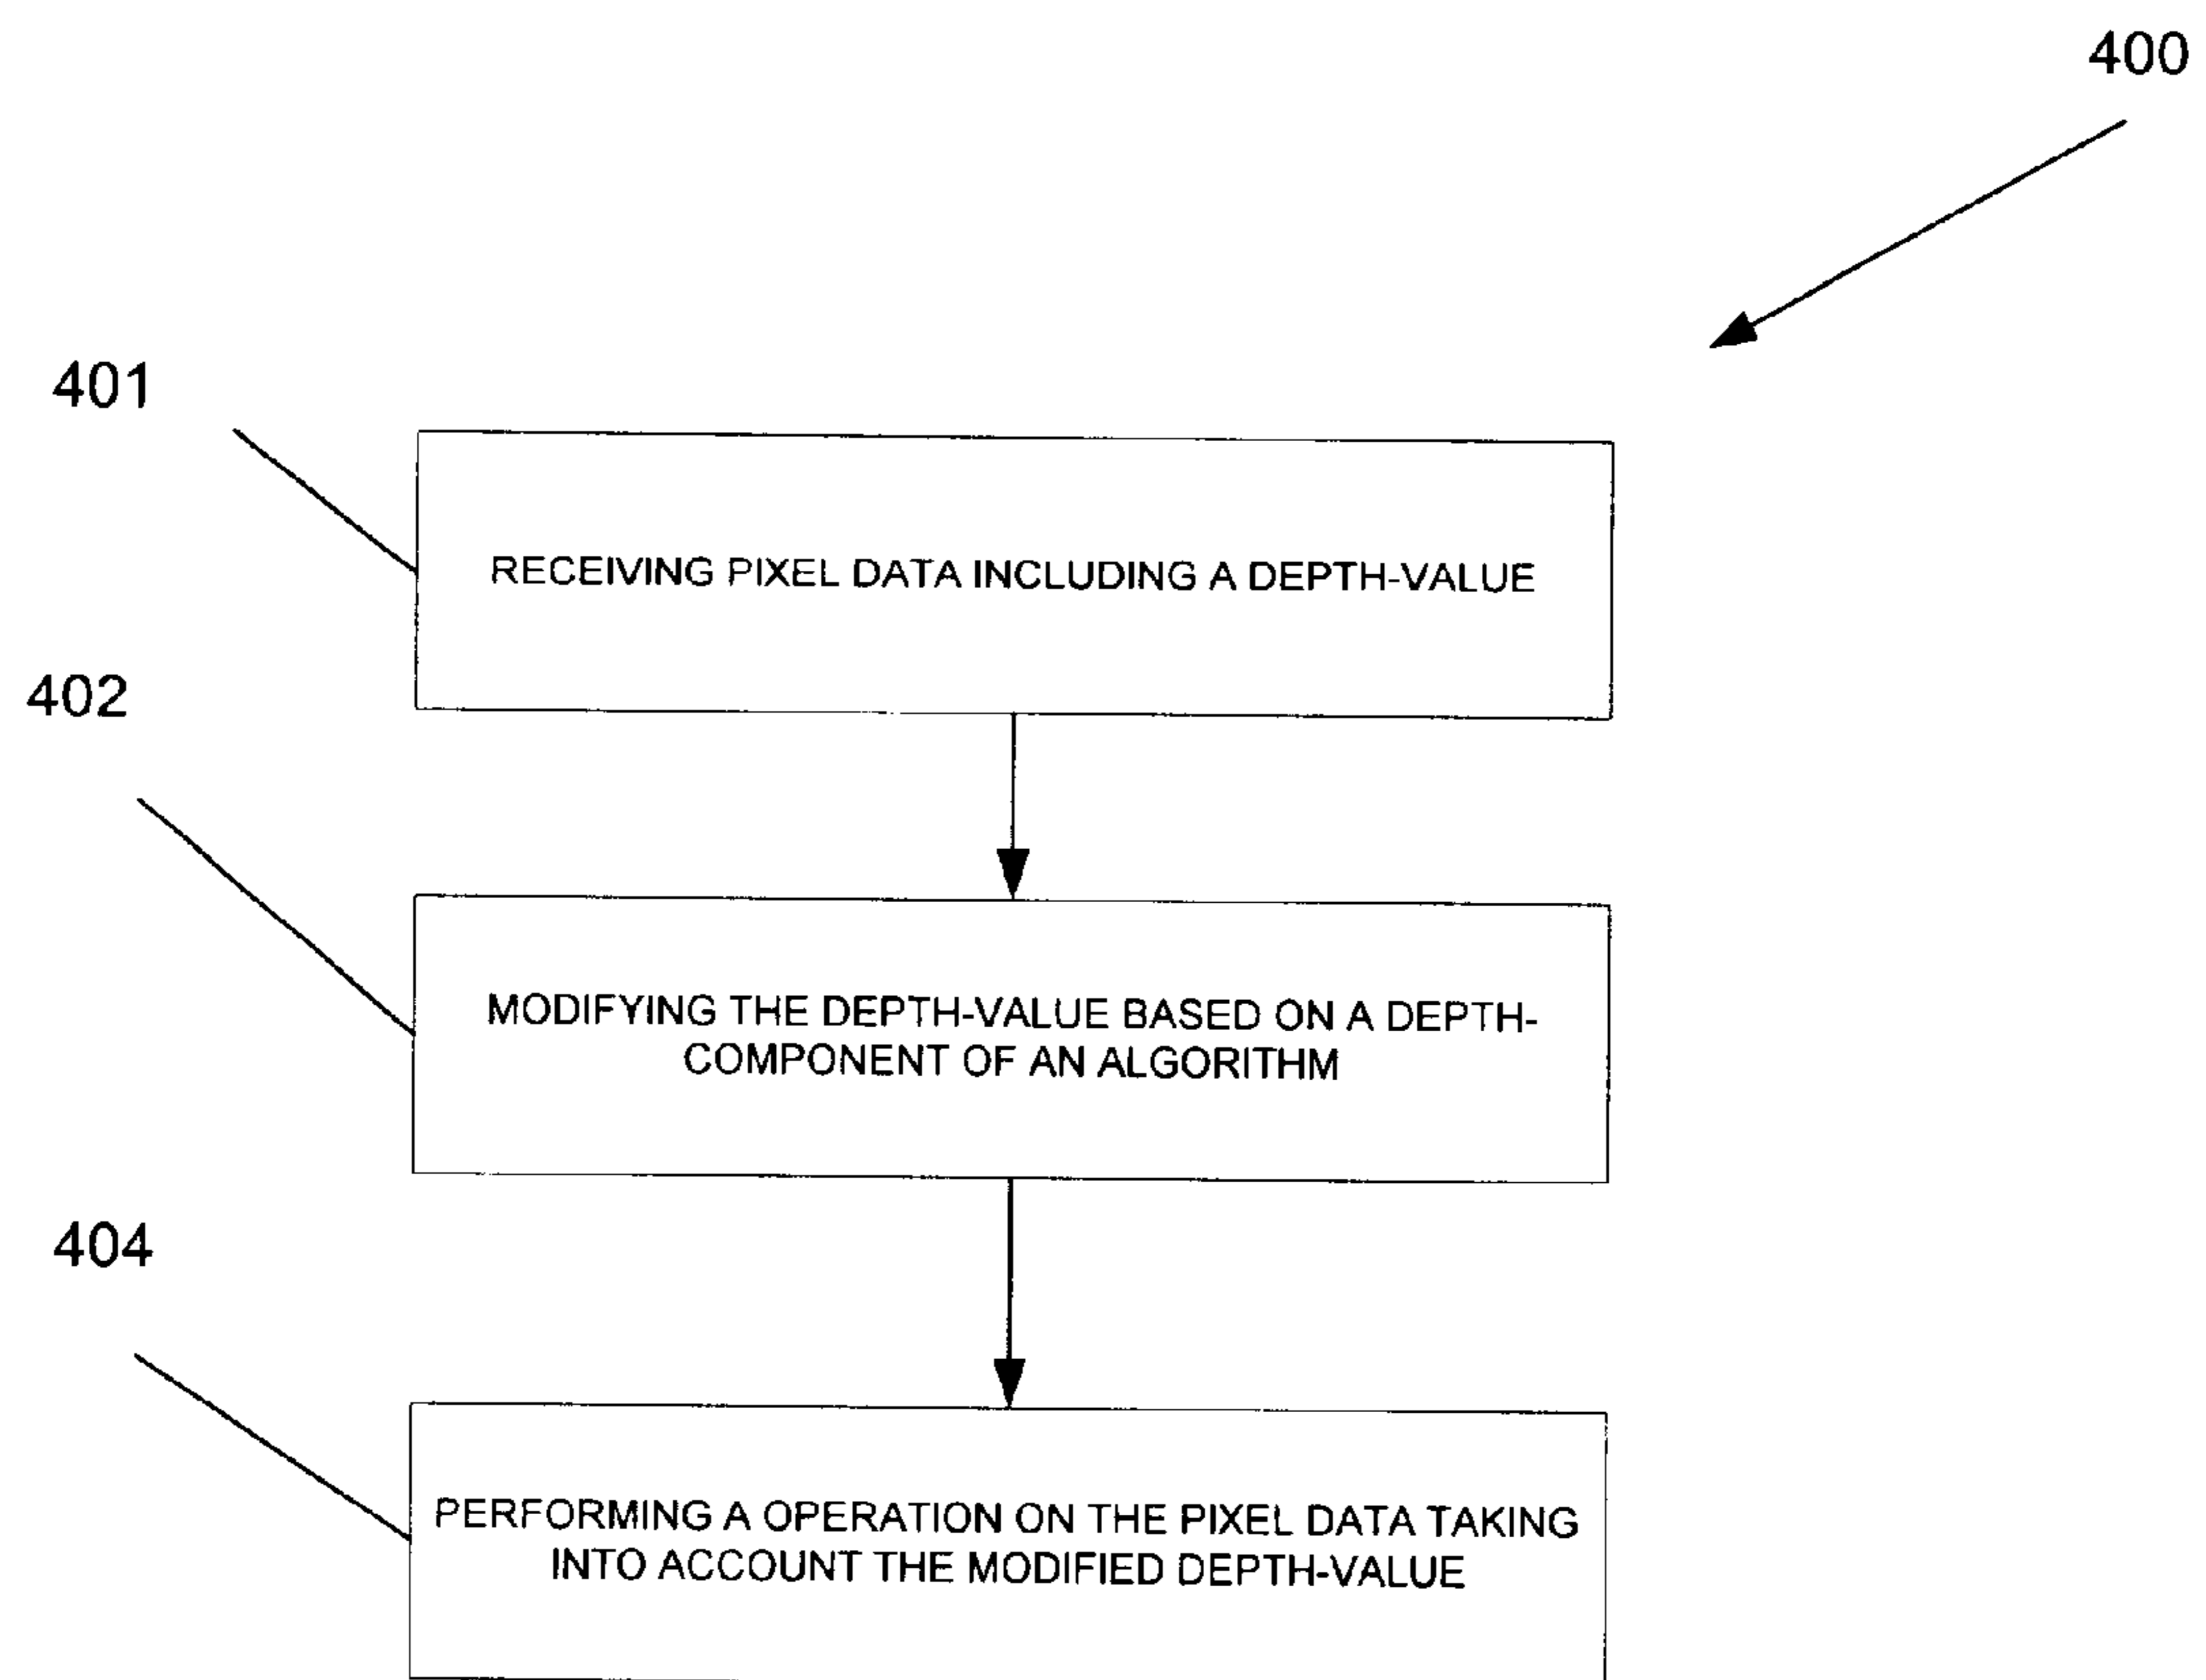 400
401
RECEIVING PIXEL DATA INCLUDING A DEPTH-VALUE
402
MODIFYING THE DEPTH-VALUE BASED ON A DEPTH-
COMPONENT OF AN ALGORITHM
404
PERFORMING A OPERATION ON THE PIXEL DATA TAKING
INTO ACCOUNT THE MODIFIED DEPTH-VALUE